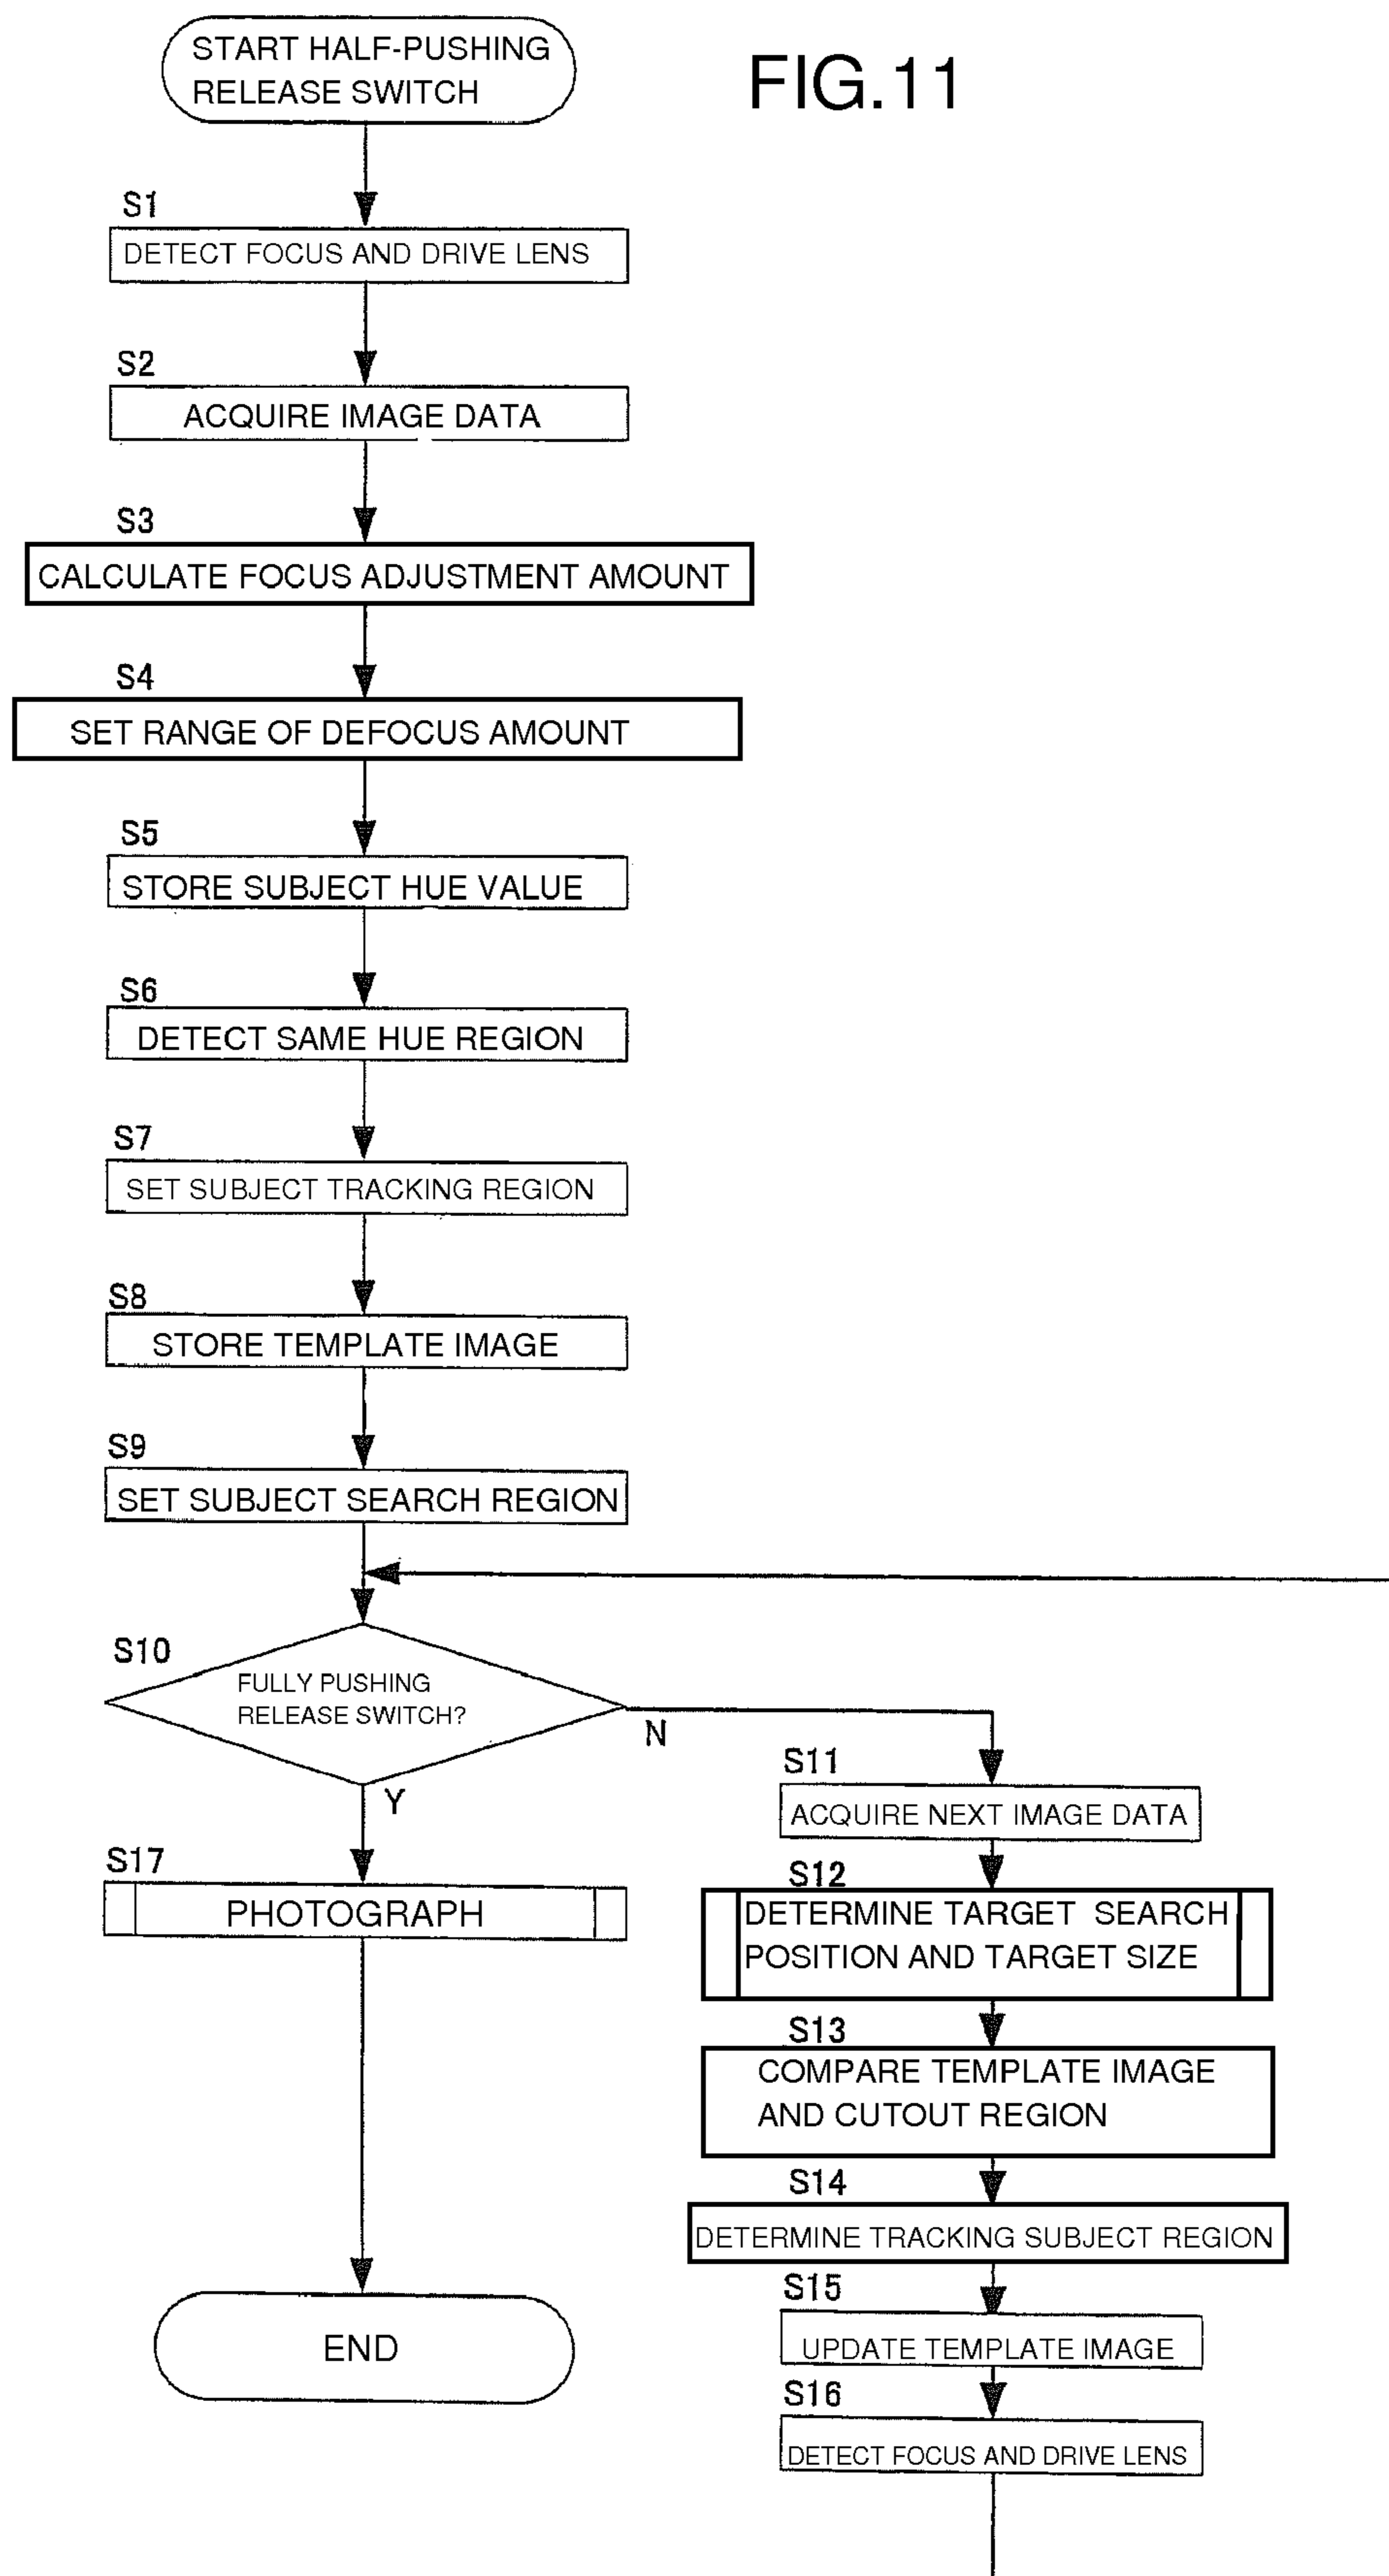 FIG.11
START HALF-PUSHING
RELEASE SWITCH
S1
DETECT FOCUS AND DRIVE LENS
S2
ACQUIRE IMAGE DATA
S3
CALCULATE FOCUS ADJUSTMENT AMOUNT
S4
SET RANGE OF DEFOCUS AMOUNT
S5
STORE SUBJECT HUE VALUE
S6
DETECT SAME HUE REGION
S7
SET SUBJECT TRACKING REGION
S8
STORE TEMPLATE IMAGE
S9
SET SUBJECT SEARCH REGION
S10
FULLY PUSHING
RELEASE SWITCH?
N
Y
S17
PHOTOGRAPH
END
S11
ACQUIRE NEXT IMAGE DATA
S12
DETERMINE TARGET SEARCH
POSITION AND TARGET SIZE
S13
COMPARE TEMPLATE IMAGE
AND CUTOUT REGION
S14
DETERMINE TRACKING SUBJECT REGION
S15
UPDATE TEMPLATE IMAGE
S16
DETECT FOCUS AND DRIVE LENS